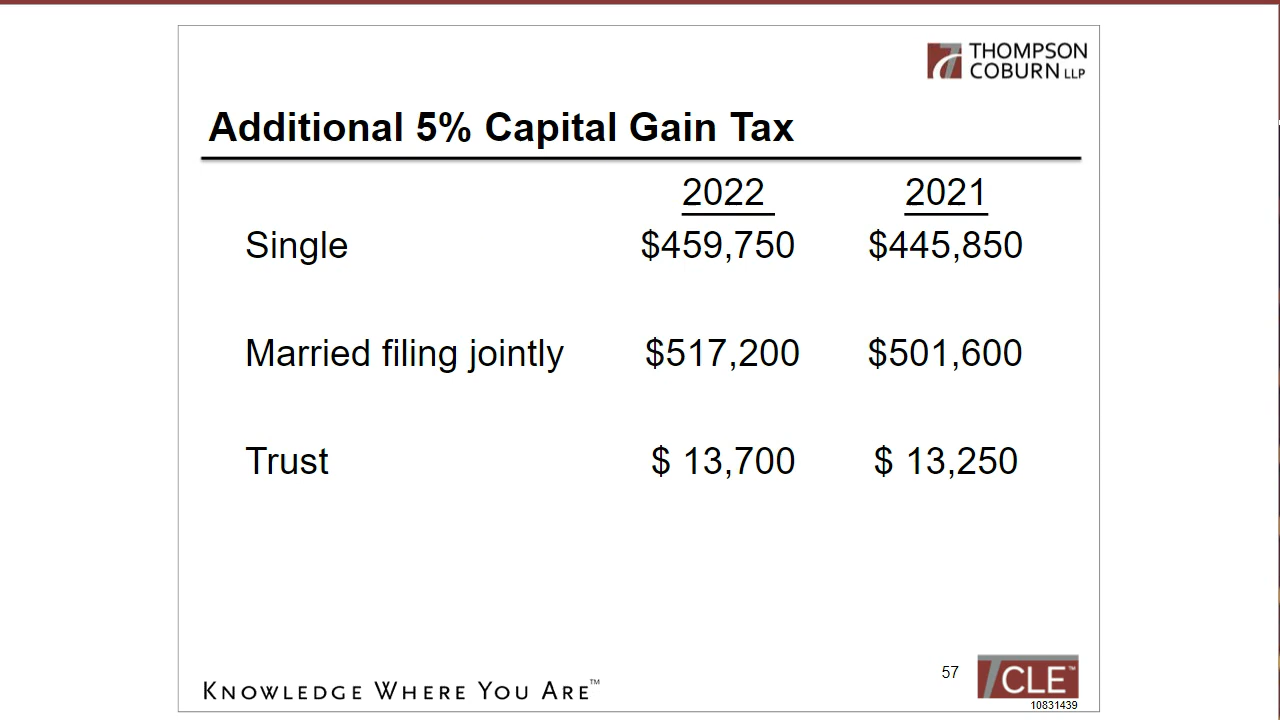 THOMPSON
COBURN LLP
Additional 5% Capital Gain Tax
2022 2021
Single $459,750 $445,850
Married filing jointly $517,200 $501,600
Trust $ 13,700 $ 13,250
KNOWLEDGE WHERE YOU ARE™
57
TCLE™
10831439